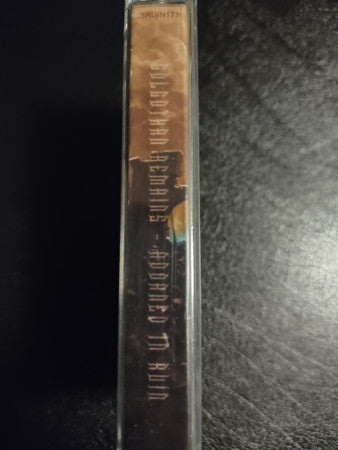 SRUIN171
GOLGOTHAN REMAINS - ADORNED IN RUIN